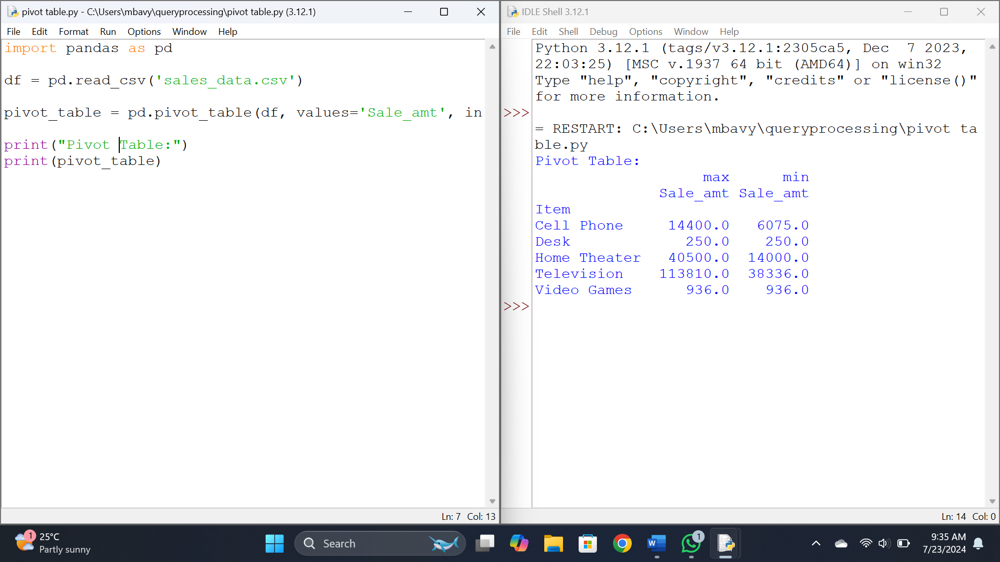 pivot table.py - C:\Users\mbavy\queryprocessing\pivot table.py (3.12.1)
File Edit Format Run Options Window Help
import pandas as pd
df = pd.read_csv('sales_data.csv')
pivot_table = pd.pivot_table(df, values='Sale_amt', in
print("Pivot Table:")
print(pivot_table)
Ln: 7 Col: 13
IDLE Shell 3.12.1
File Edit Shell Debug Options Window Help
Python 3.12.1 (tags/v3.12.1:2305ca5, Dec  7 2023,
22:03:25) [MSC v.1937 64 bit (AMD64)] on win32
Type "help", "copyright", "credits" or "license()"
for more information.
>>>
= RESTART: C:\Users\mbavy\queryprocessing\pivot ta
ble.py
Pivot Table:
max min
Sale_amt Sale_amt
Item
Cell Phone 14400.0 6075.0
Desk 250.0 250.0
Home Theater 40500.0 14000.0
Television 113810.0 38336.0
Video Games 936.0 936.0
>>>
Ln: 14 Col: 0
1
25°C
Partly sunny
Search
W
1
9:35 AM
7/23/2024